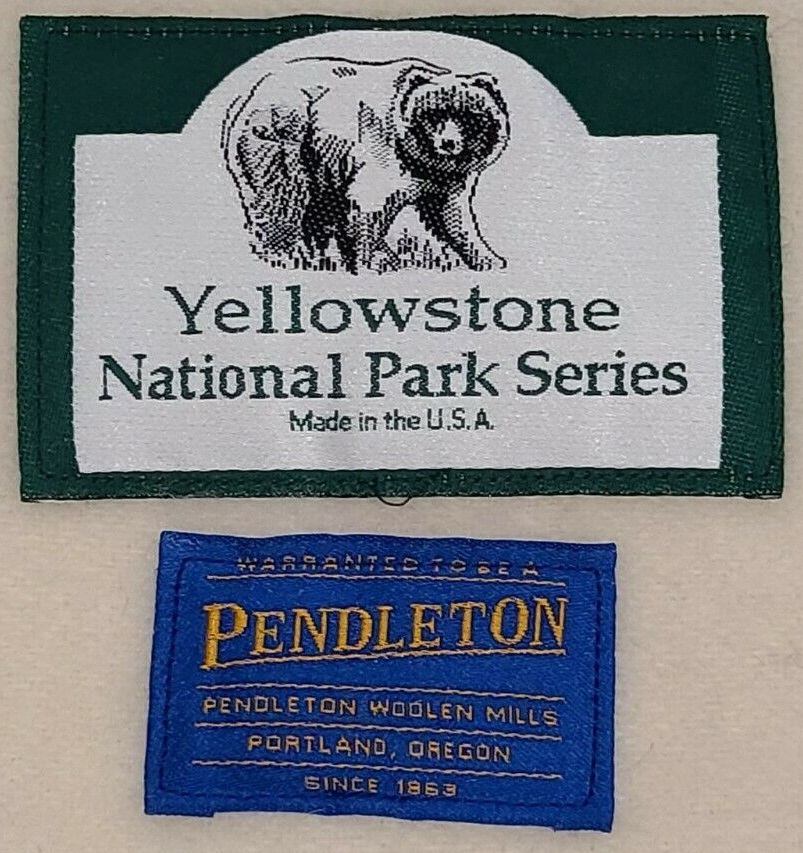 Yellowstone
National Park Series
Made in the U.S.A.
WARRANTED TO BE A
PENDLETON
PENDLETON WOOLEN MILLS
PORTLAND, OREGON
SINCE 1863